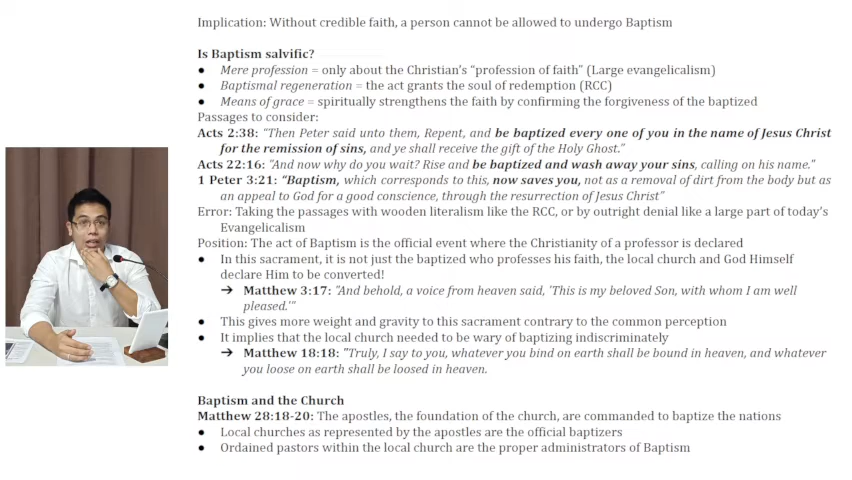 Implication: Without credible faith, a person cannot be allowed to undergo Baptism
Is Baptism salvific?
● Mere profession = only about the Christian's “profession of faith” (Large evangelicalism)
● Baptismal regeneration = the act grants the soul of redemption (RCC)
● Means of grace = spiritually strengthens the faith by confirming the forgiveness of the baptized
Passages to consider:
Acts 2:38: “Then Peter said unto them, Repent, and be baptized every one of you in the name of Jesus Christ
for the remission of sins, and ye shall receive the gift of the Holy Ghost.”
Acts 22:16: "And now why do you wait? Rise and be baptized and wash away your sins, calling on his name."
1 Peter 3:21: “Baptism, which corresponds to this, now saves you, not as a removal of dirt from the body but as
an appeal to God for a good conscience, through the resurrection of Jesus Christ”
Error: Taking the passages with wooden literalism like the RCC, or by outright denial like a large part of today's
Evangelicalism
Position: The act of Baptism is the official event where the Christianity of a professor is declared
● In this sacrament, it is not just the baptized who professes his faith, the local church and God Himself
declare Him to be converted!
➔ Matthew 3:17: "And behold, a voice from heaven said, 'This is my beloved Son, with whom I am well
pleased.'"
● This gives more weight and gravity to this sacrament contrary to the common perception
● It implies that the local church needed to be wary of baptizing indiscriminately
➔ Matthew 18:18: "Truly, I say to you, whatever you bind on earth shall be bound in heaven, and whatever
you loose on earth shall be loosed in heaven.
Baptism and the Church
Matthew 28:18-20: The apostles, the foundation of the church, are commanded to baptize the nations
● Local churches as represented by the apostles are the official baptizers
● Ordained pastors within the local church are the proper administrators of Baptism